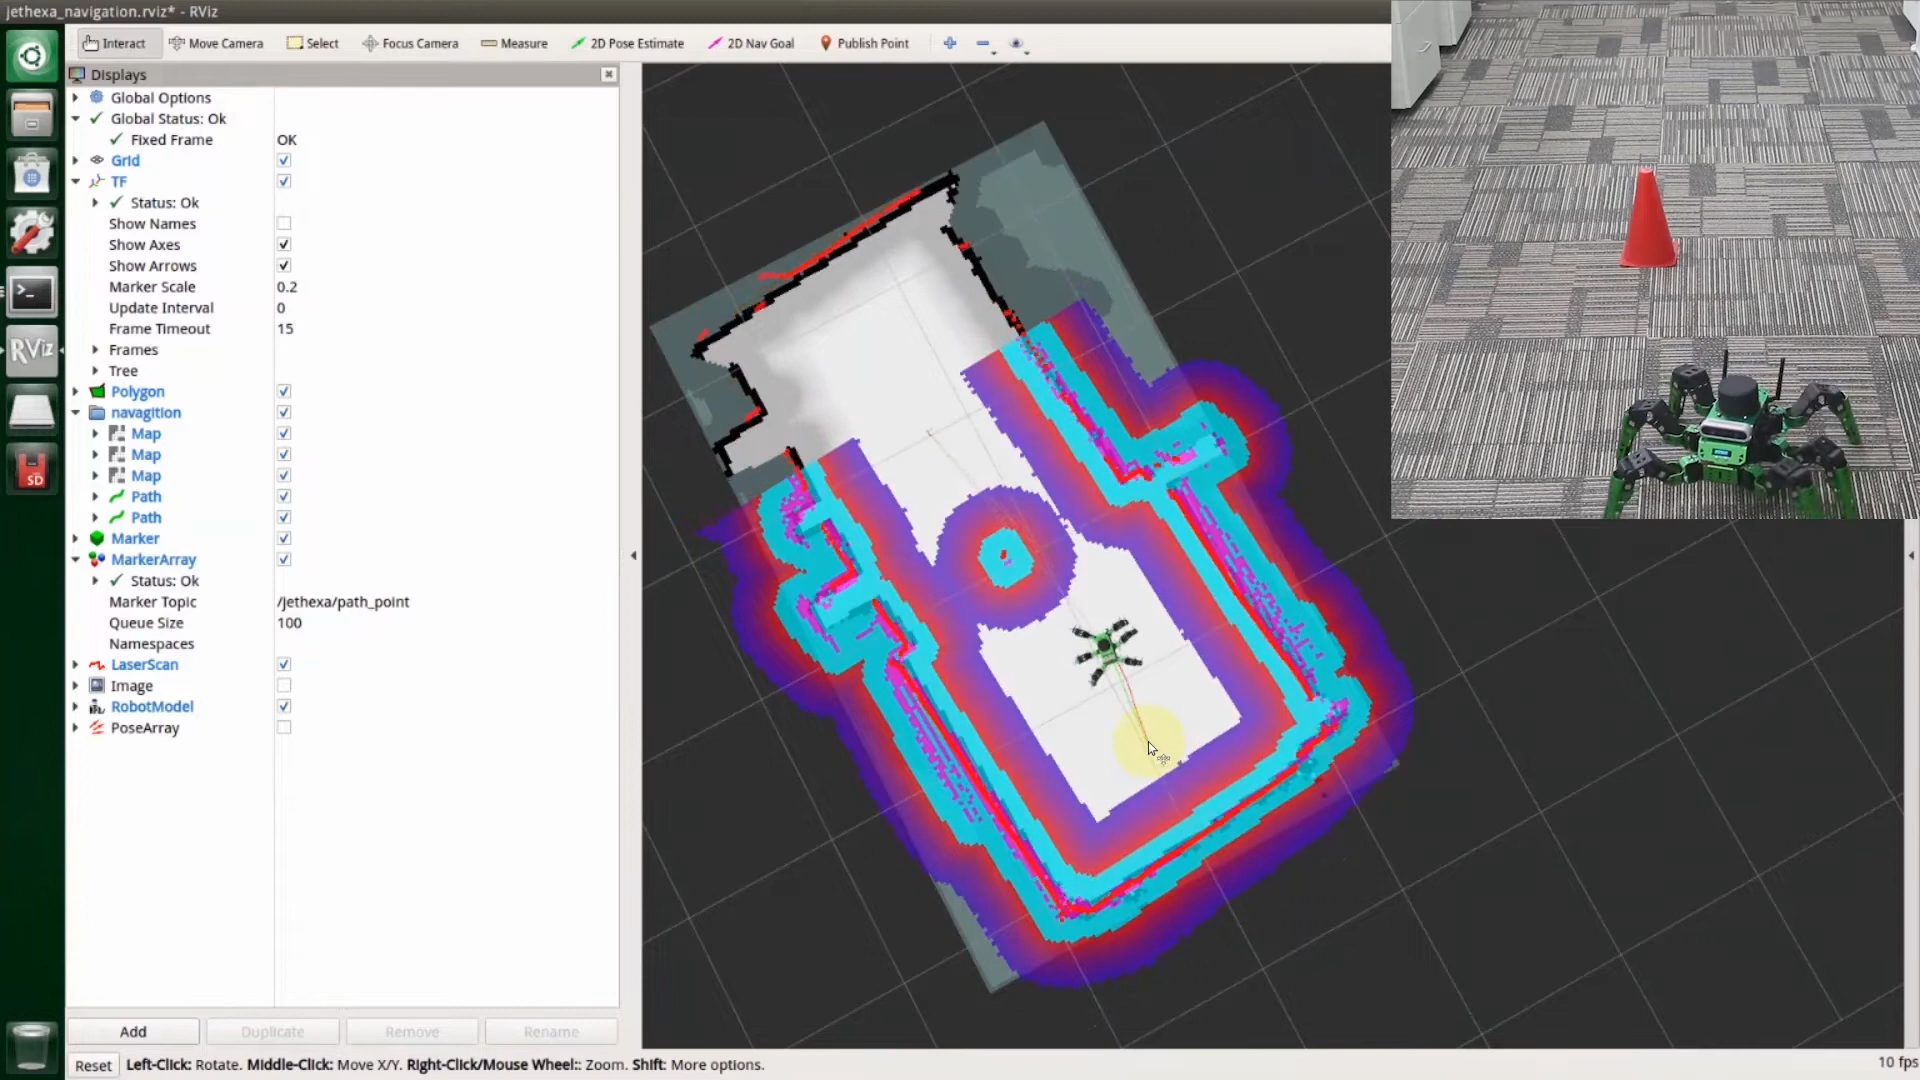 jethexa_navigation.rviz* - RViz
Interact Move Camera Select Focus Camera Measure 2D Pose Estimate 2D Nav Goal Publish Point
Displays
Global Options
Global Status: Ok
Fixed Frame OK
Grid
TF
Status: Ok
Show Names
Show Axes
Show Arrows
Marker Scale 0.2
Update Interval 0
Frame Timeout 15
Frames
Tree
Polygon
navagition
Map
Map
Map
Path
Path
Marker
MarkerArray
Status: Ok
Marker Topic /jethexa/path_point
Queue Size 100
Namespaces
LaserScan
Image
RobotModel
PoseArray
RViz
SD
Add Duplicate Remove Rename
Reset Left-Click: Rotate. Middle-Click: Move X/Y. Right-Click/Mouse Wheel:: Zoom. Shift: More options. 10 fps